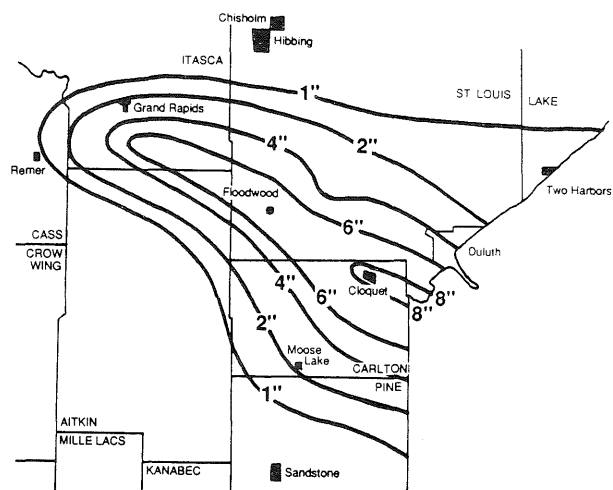 Chisholm
Hibbing
ITASCA
1"
ST LOUIS
LAKE
Grand Rapids
2"
4"
Remer
Two Harbors
Floodwood
6"
CASS
CROW
WING
Duluth
Cloquet
8"
8"
4"
6"
2"
Moose
Lake
CARLTON
PINE
1"
AITKIN
MILLE LACS
KANABEC
Sandstone